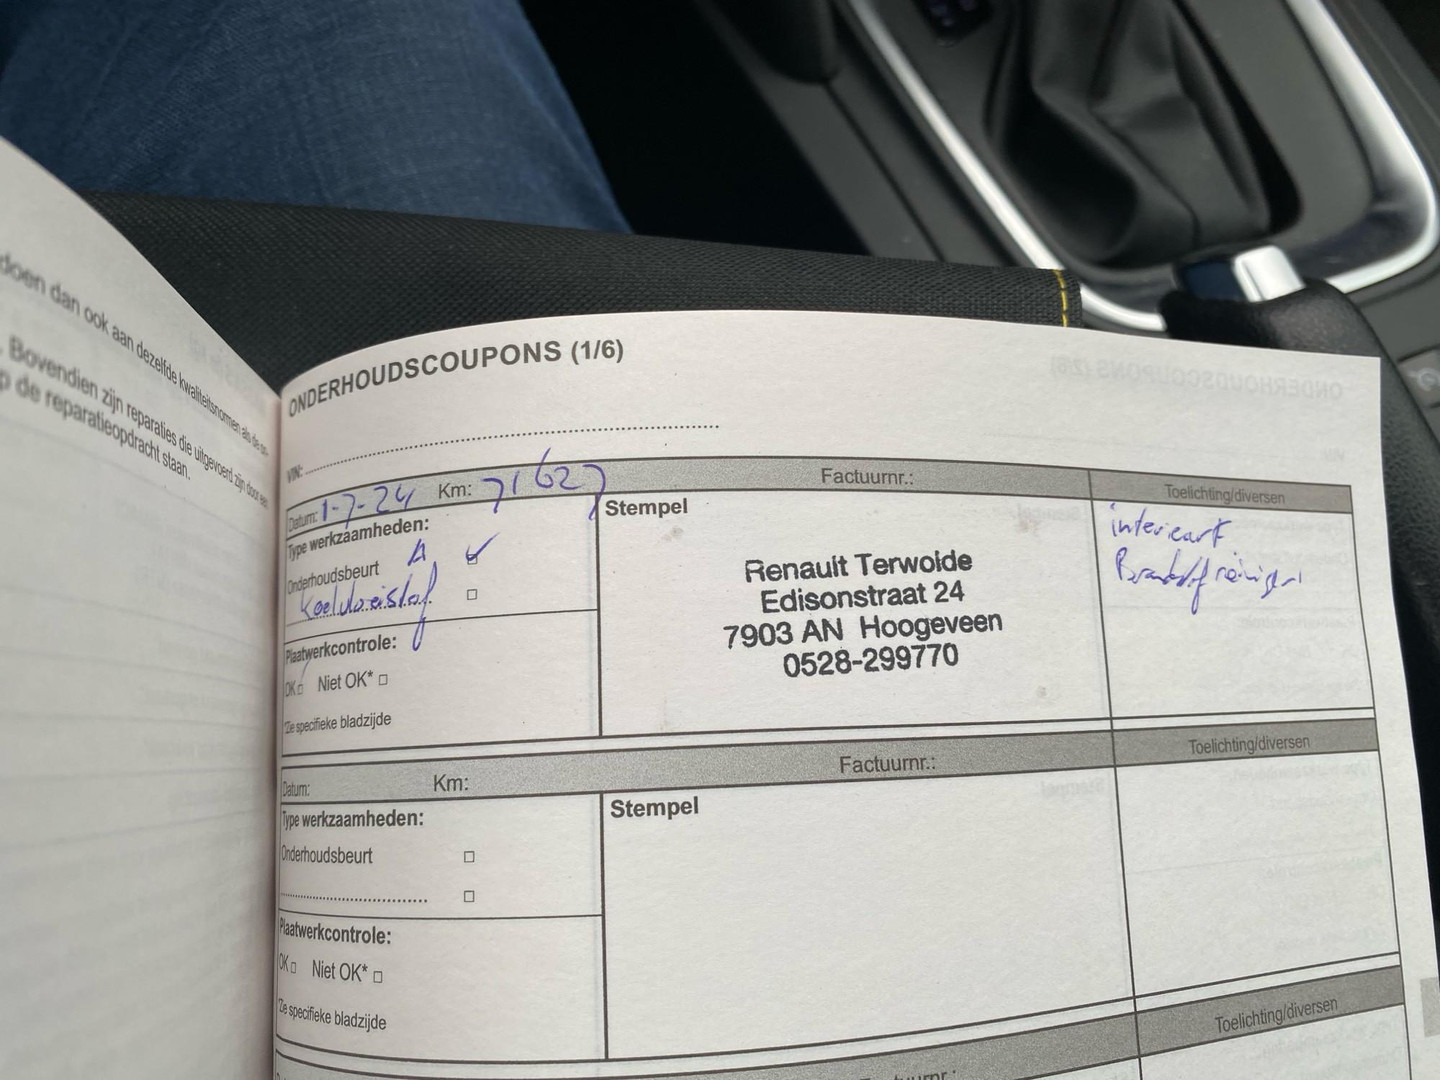 doen dan ook aan dezelfde kwaliteitsnormen als de on-
. Bovendien zijn reparaties die uitgevoerd zijn door een
p de reparatieopdracht staan.
ONDERHOUDSCOUPONS (1/6)
VIN:
Datum: 1-7-24 Km: 71627 Factuurnr.: Toelichting/diversen
Type werkzaamheden:
Onderhoudsbeurt A
Koelvloeistof
Plaatwerkcontrole:
OK Niet OK*
*Zie specifieke bladzijde
Stempel
Renault Terwolde
Edisonstraat 24
7903 AN Hoogeveen
0528-299770
Datum: Km: Factuurnr.: Toelichting/diversen
Type werkzaamheden:
Onderhoudsbeurt
Plaatwerkcontrole:
OK Niet OK*
*Zie specifieke bladzijde
Stempel
Factuurnr.: Toelichting/diversen